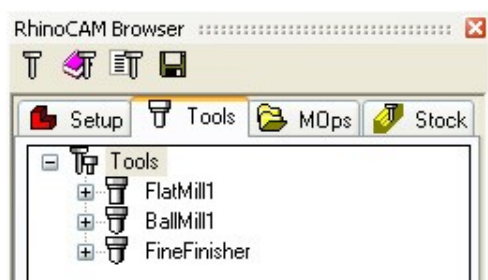 RhinoCAM Browser
Setup Tools MOps Stock
Tools
FlatMill1
BallMill1
FineFinisher